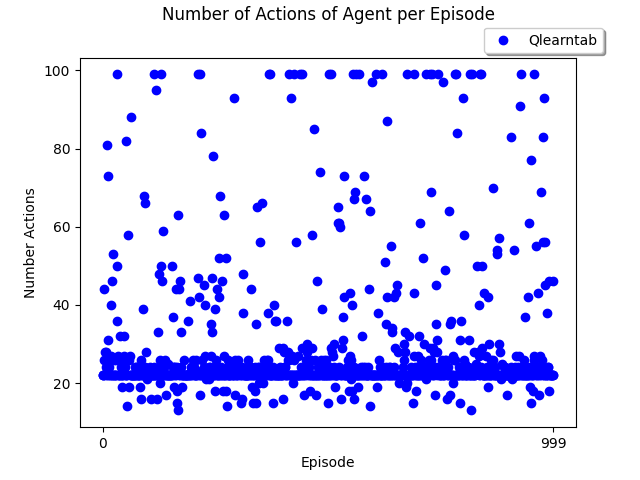 Number of Actions of Agent per Episode
Qlearntab
100
80
60
40
20
Number Actions
0
999
Episode